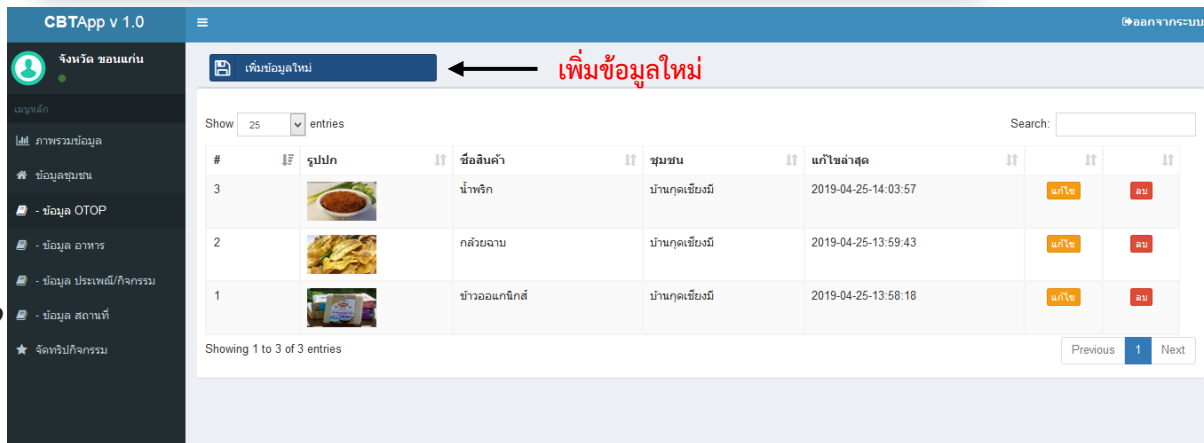 CBTApp v 1.0
ออกจากระบบ
จังหวัด ขอนแก่น
เมนูหลัก
ภาพรวมข้อมูล
ข้อมูลชุมชน
- ข้อมูล OTOP
- ข้อมูล อาหาร
- ข้อมูล ประเพณี/กิจกรรม
- ข้อมูล สถานที่
จัดทริปกิจกรรม
เพิ่มข้อมูลใหม่
เพิ่มข้อมูลใหม่
Show 25 entries
Search:
# รูปปก ชื่อสินค้า ชุมชน แก้ไขล่าสุด
3 น้ำพริก บ้านกุดเชียงมี 2019-04-25-14:03:57 แก้ไข ลบ
2 กล้วยฉาบ บ้านกุดเชียงมี 2019-04-25-13:59:43 แก้ไข ลบ
1 ข้าวออแกนิกส์ บ้านกุดเชียงมี 2019-04-25-13:58:18 แก้ไข ลบ
Showing 1 to 3 of 3 entries
Previous 1 Next